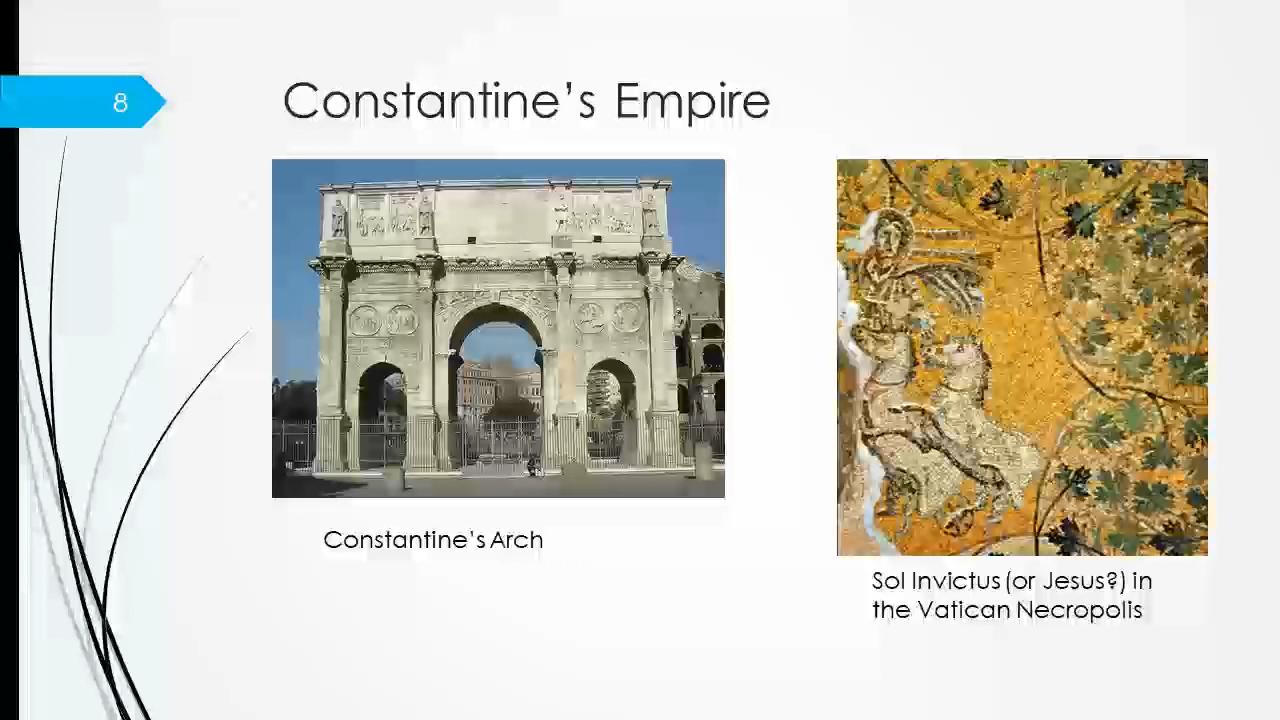 8
Constantine's Empire
Constantine's Arch
Sol Invictus (or Jesus?) in
the Vatican Necropolis